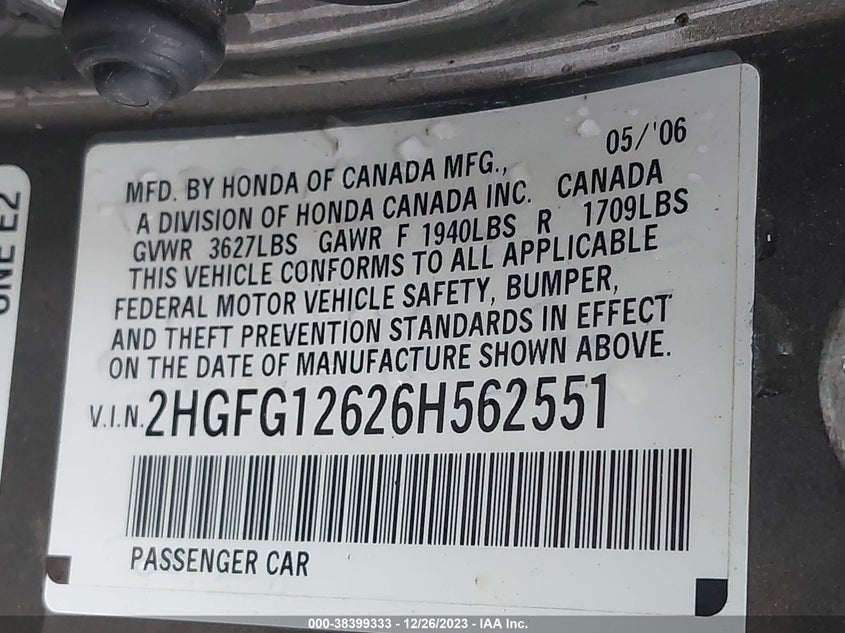 05/'06
MFD. BY HONDA OF CANADA MFG.,
A DIVISION OF HONDA CANADA INC. CANADA
GVWR 3627LBS GAWR F 1940LBS R 1709LBS
THIS VEHICLE CONFORMS TO ALL APPLICABLE
FEDERAL MOTOR VEHICLE SAFETY, BUMPER,
AND THEFT PREVENTION STANDARDS IN EFFECT
ON THE DATE OF MANUFACTURE SHOWN ABOVE.
V.I.N. 2HGFG12626H562551
PASSENGER CAR
E2
000-38399333 - 12/26/2023 - IAA Inc.